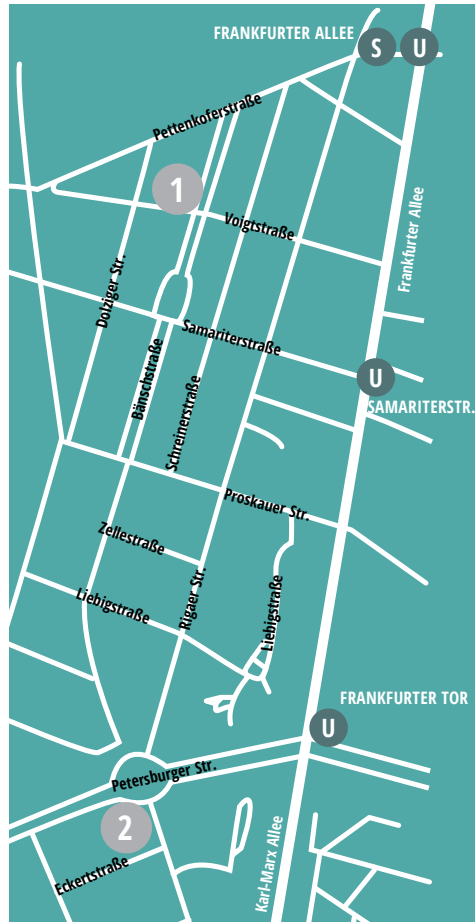 FRANKFURTER ALLEE
S
U
Pettenkoferstraße
1
Voigtstraße
Frankfurter Allee
Dolziger Str.
Samariterstraße
Bänschstraße
U
Schreinerstraße
SAMARITERSTR.
Proskauer Str.
Zellestraße
Rigaer Str.
Liebigstraße
Liebigstraße
FRANKFURTER TOR
U
Petersburger Str.
2
Eckertstraße
Karl-Marx Allee